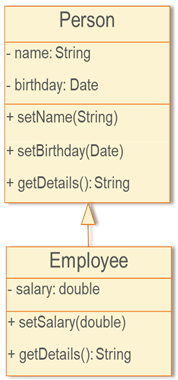 Person
- name: String
- birthday: Date
+ setName(String)
+ setBirthday(Date)
+ getDetails(): String
Employee
- salary: double
+ setSalary(double)
+ getDetails(): String